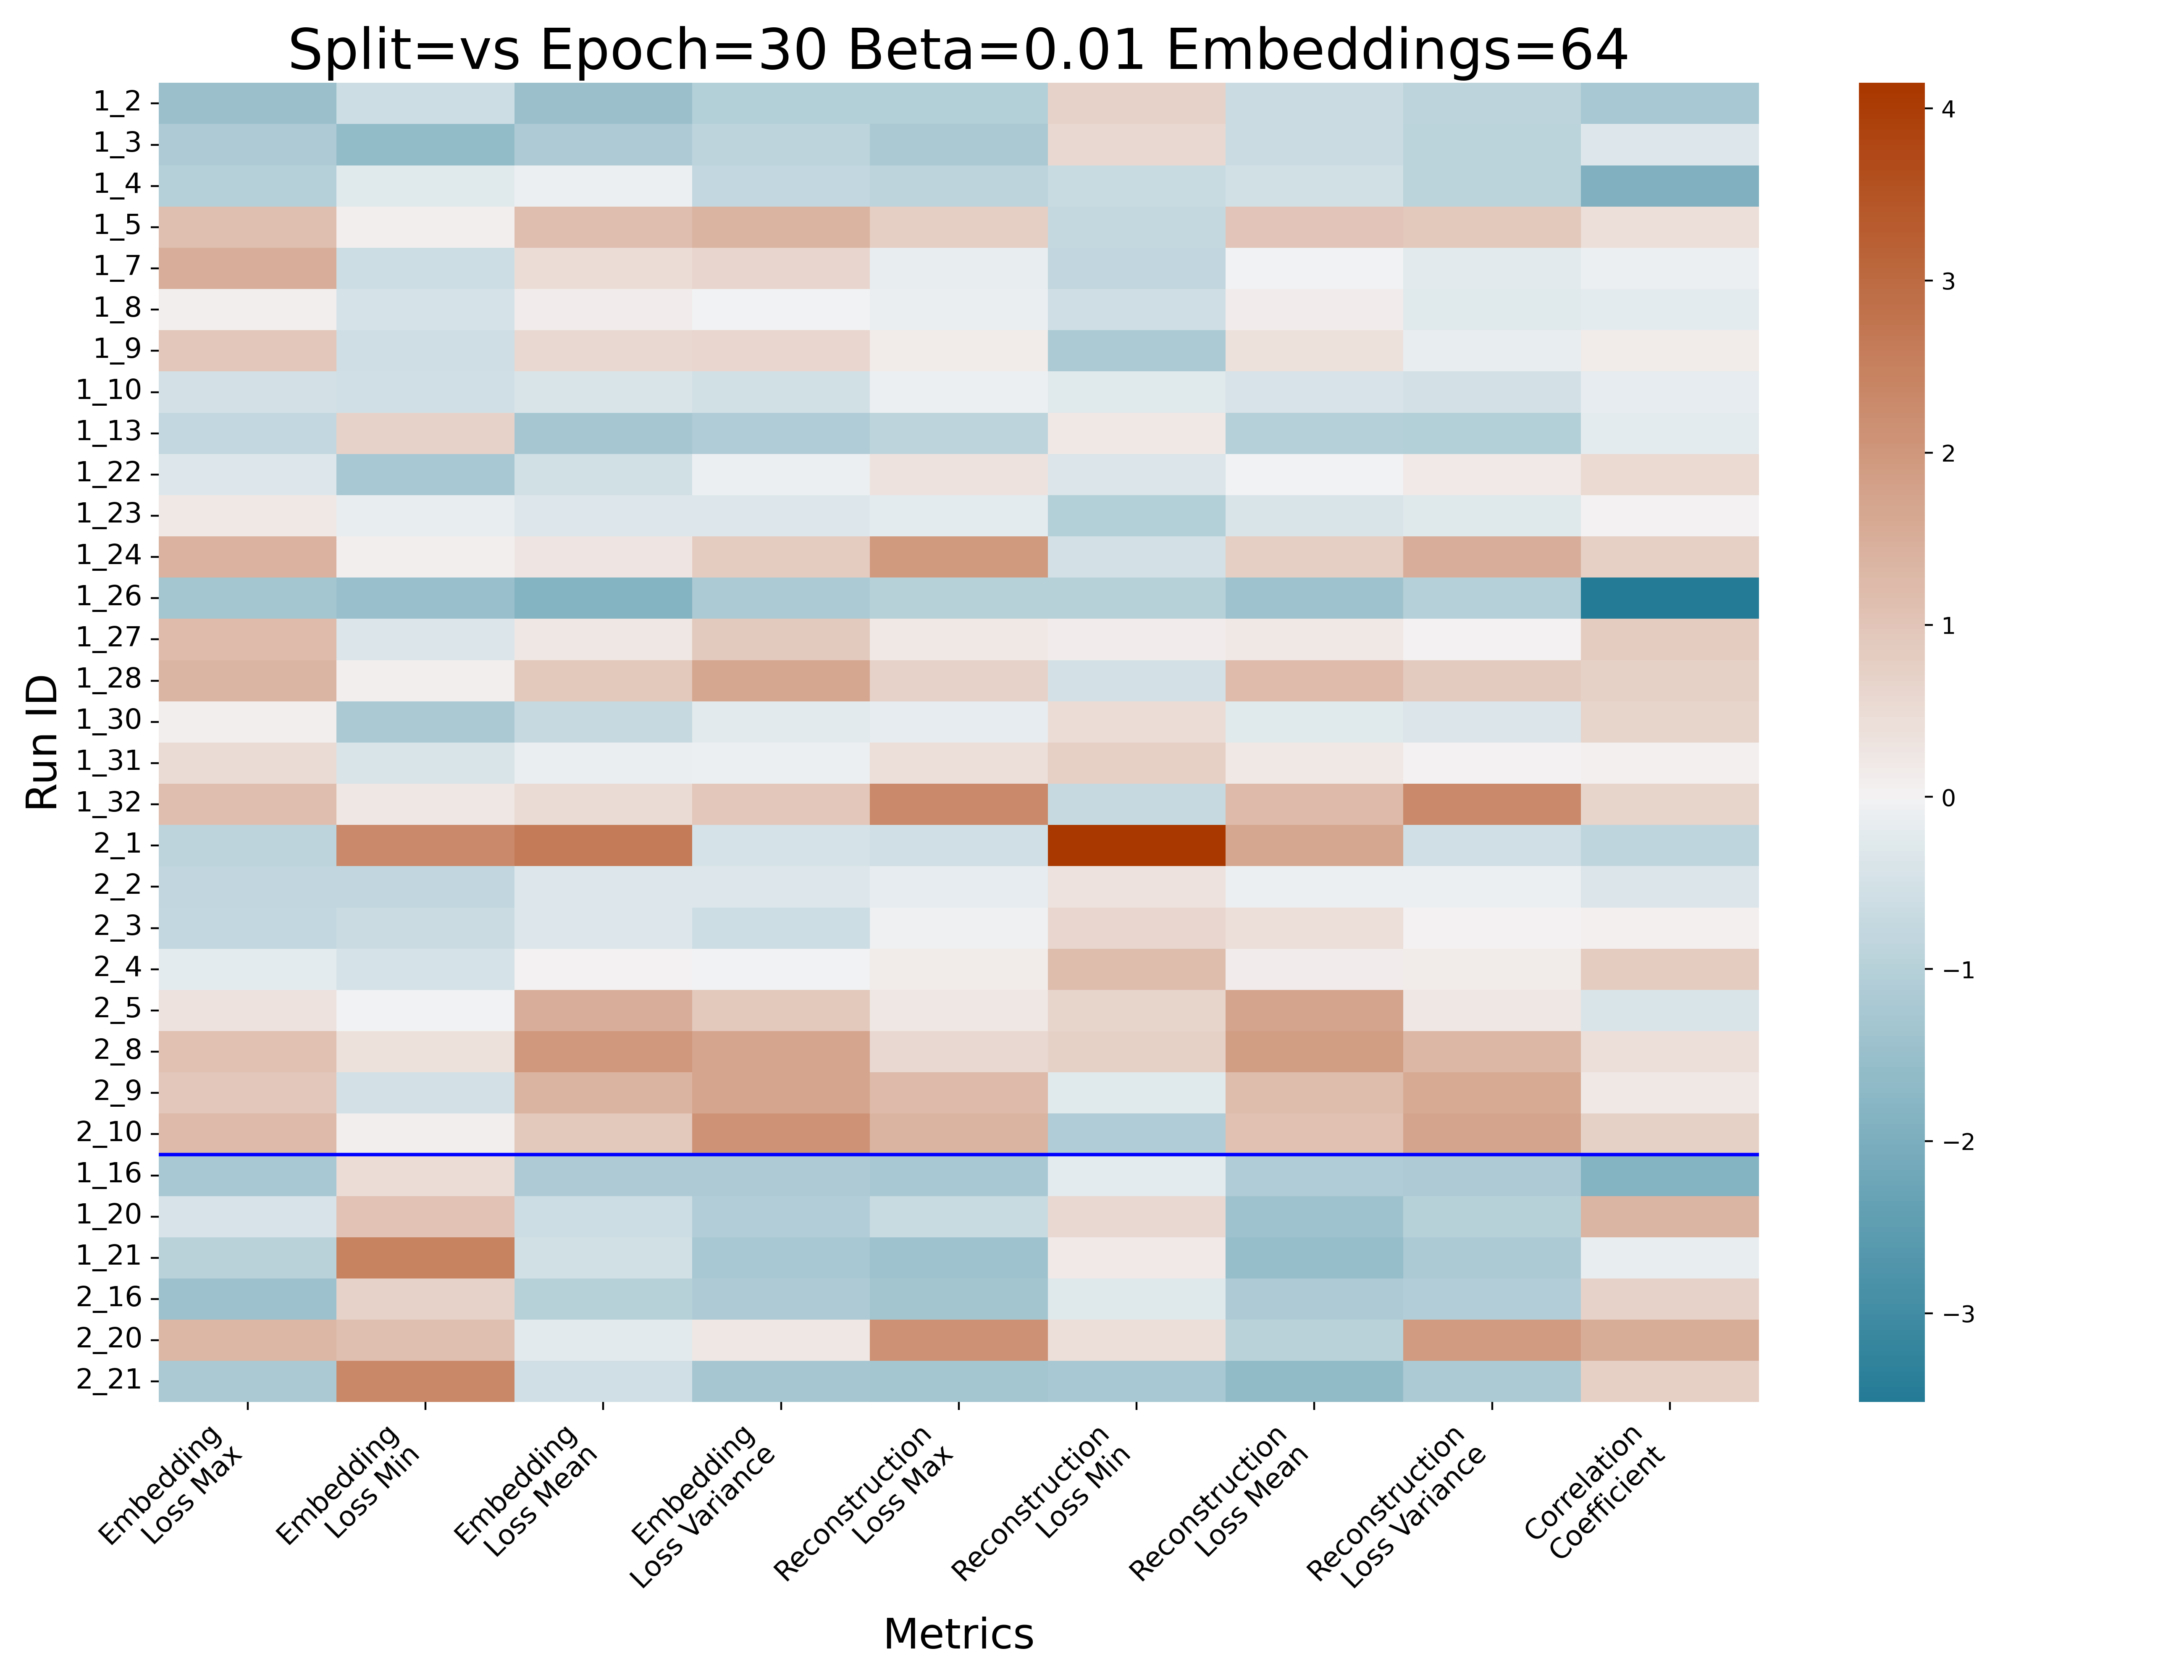 Split=vs Epoch=30 Beta=0.01 Embeddings=64
Run ID
1_2
1_3
1_4
1_5
1_7
1_8
1_9
1_10
1_13
1_22
1_23
1_24
1_26
1_27
1_28
1_30
1_31
1_32
2_1
2_2
2_3
2_4
2_5
2_8
2_9
2_10
1_16
1_20
1_21
2_16
2_20
2_21
Embedding
Loss Max
Embedding
Loss Min
Embedding
Loss Mean
Embedding
Loss Variance
Reconstruction
Loss Max
Reconstruction
Loss Min
Reconstruction
Loss Mean
Reconstruction
Loss Variance
Correlation
Coefficient
Metrics
4
3
2
1
0
−1
−2
−3